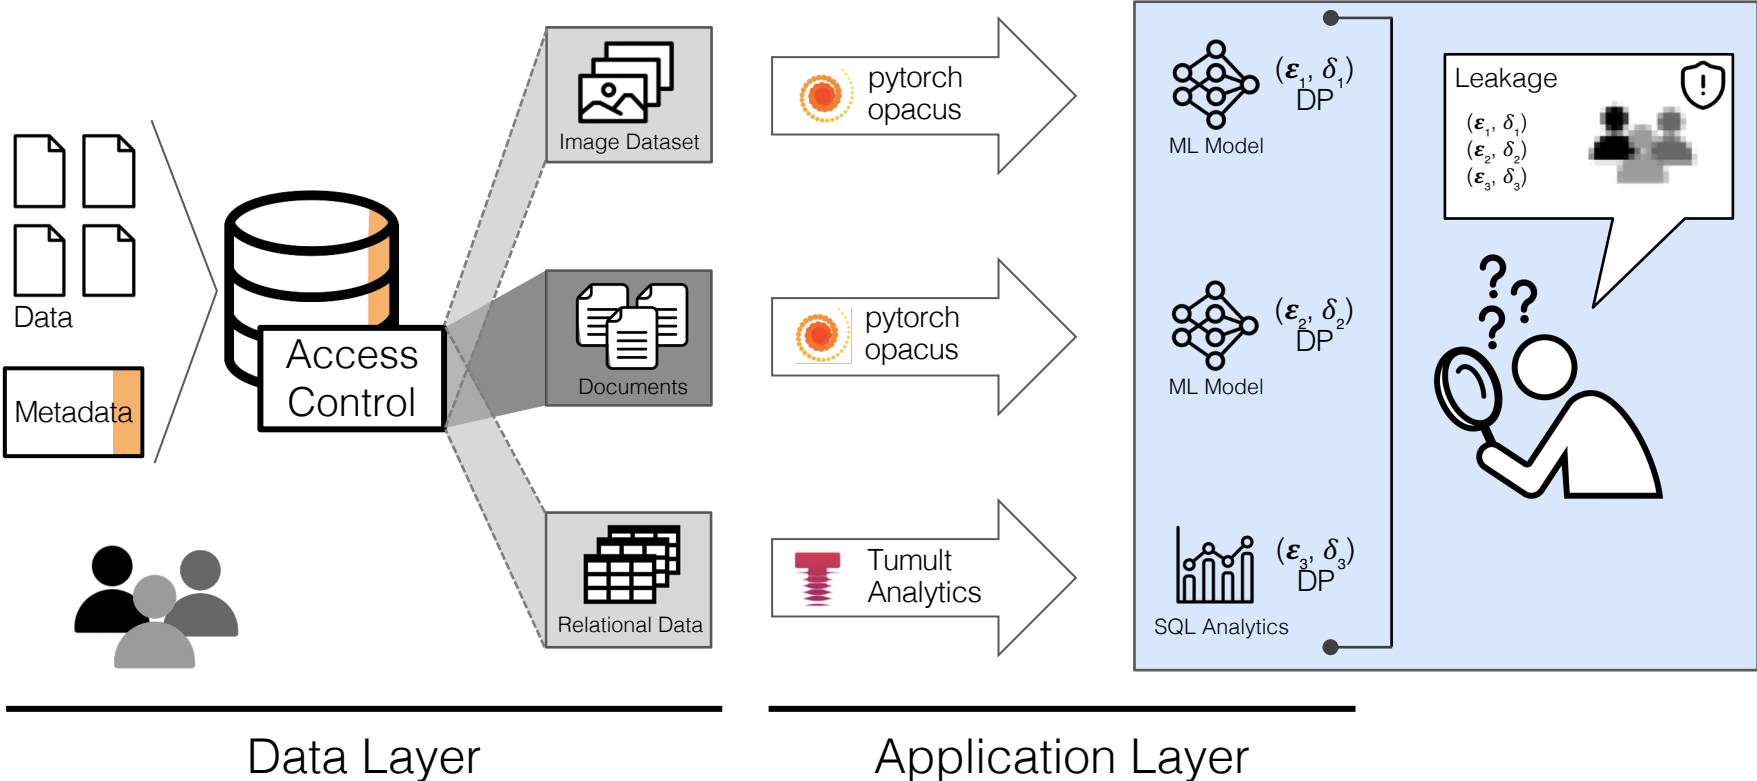 Data
Metadata
Access
Control
Image Dataset
Documents
Relational Data
pytorch
opacus
pytorch
opacus
Tumult
Analytics
(ε₁, δ₁)
DP
ML Model
(ε₂, δ₂)
DP
ML Model
(ε₃, δ₃)
DP
SQL Analytics
Leakage
(ε₁, δ₁)
(ε₂, δ₂)
(ε₃, δ₃)
? ? ?
Data Layer
Application Layer